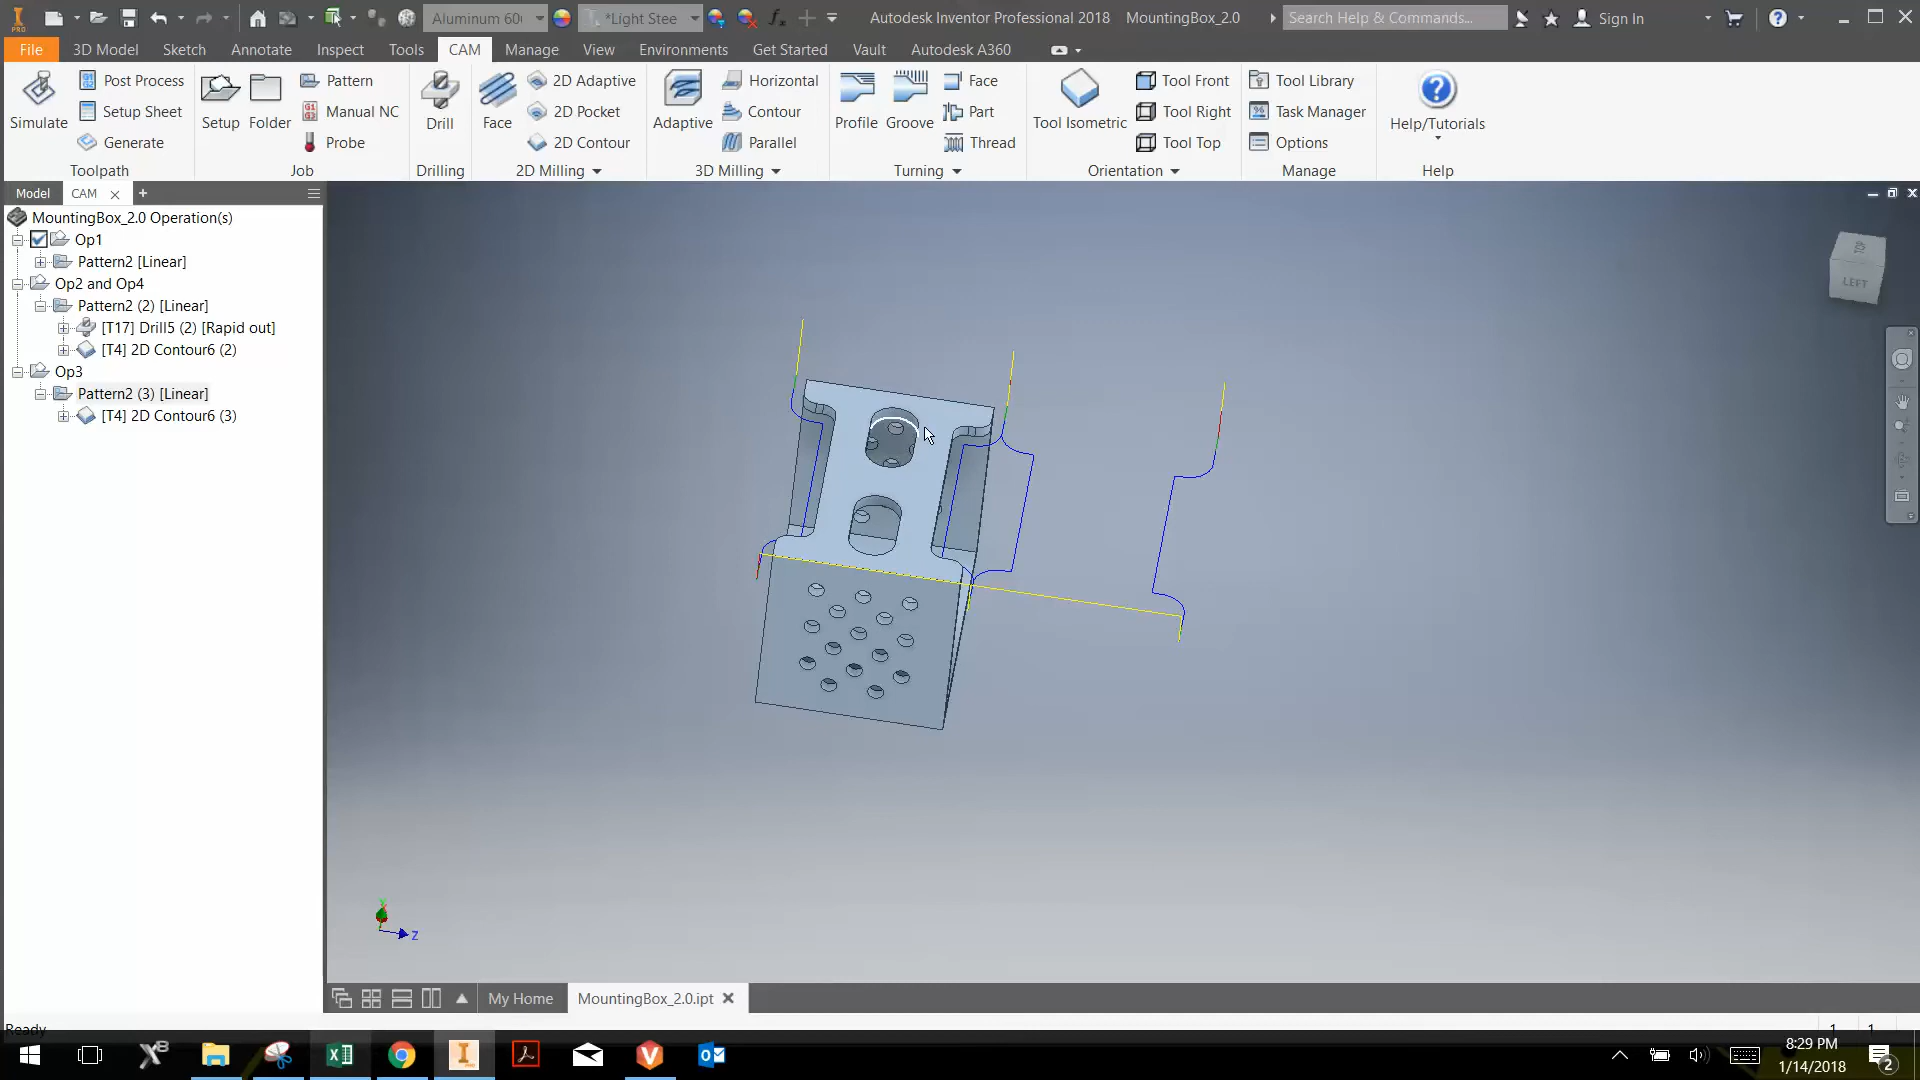 PRO
Aluminum 606
*Light Stee
Autodesk Inventor Professional 2018   MountingBox_2.0
Search Help & Commands...
Sign In
File
3D Model
Sketch
Annotate
Inspect
Tools
CAM
Manage
View
Environments
Get Started
Vault
Autodesk A360
Simulate
Post Process
Setup Sheet
Generate
Toolpath
Setup
Folder
Pattern
Manual NC
Probe
Job
Drill
Drilling
Face
2D Adaptive
2D Pocket
2D Contour
2D Milling
Adaptive
Horizontal
Contour
Parallel
3D Milling
Profile
Groove
Face
Part
Thread
Turning
Tool Isometric
Tool Front
Tool Right
Tool Top
Orientation
Tool Library
Task Manager
Options
Manage
Help/Tutorials
Help
Model
CAM
MountingBox_2.0 Operation(s)
Op1
Pattern2 [Linear]
Op2 and Op4
Pattern2 (2) [Linear]
[T17] Drill5 (2) [Rapid out]
[T4] 2D Contour6 (2)
Op3
Pattern2 (3) [Linear]
[T4] 2D Contour6 (3)
LEFT
Z
My Home
MountingBox_2.0.ipt
Ready
1
1
8:29 PM
1/14/2018
2